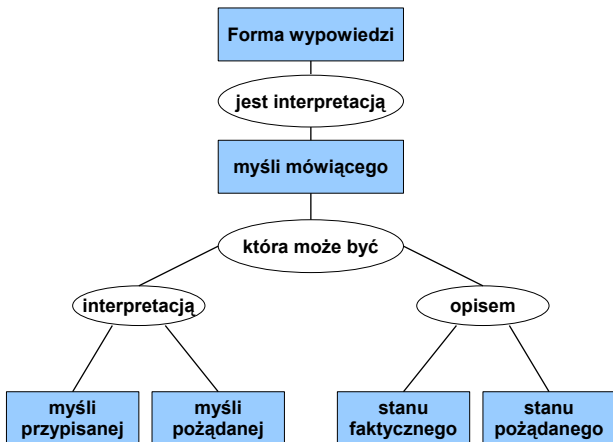 Forma wypowiedzi
jest interpretacją
myśli mówiącego
która może być
interpretacją
opisem
myśli
przypisanej
myśli
pożądanej
stanu
faktycznego
stanu
pożądanego